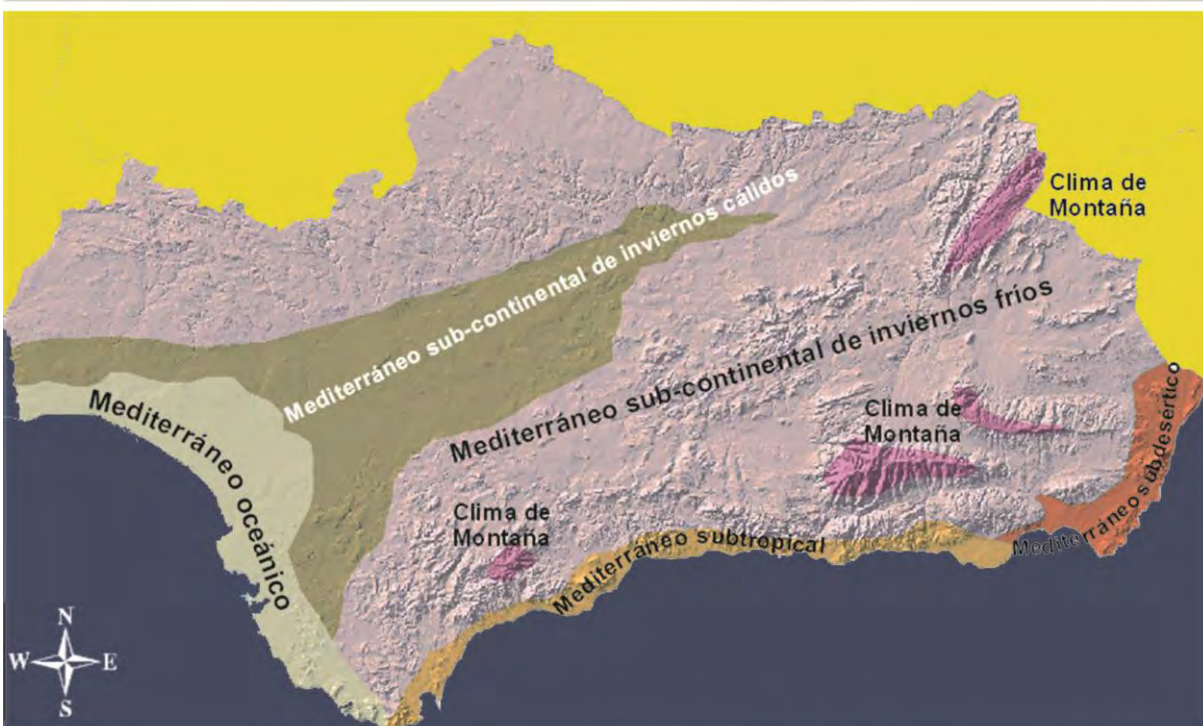 Clima de
Montaña
Mediterráneo sub-continental de inviernos cálidos
Mediterráneo sub-continental de inviernos fríos
Mediterráneo oceánico
Clima de
Montaña
Clima de
Montaña
Mediterráneo subtropical
Mediterráneo subdesértico
N
W
E
S